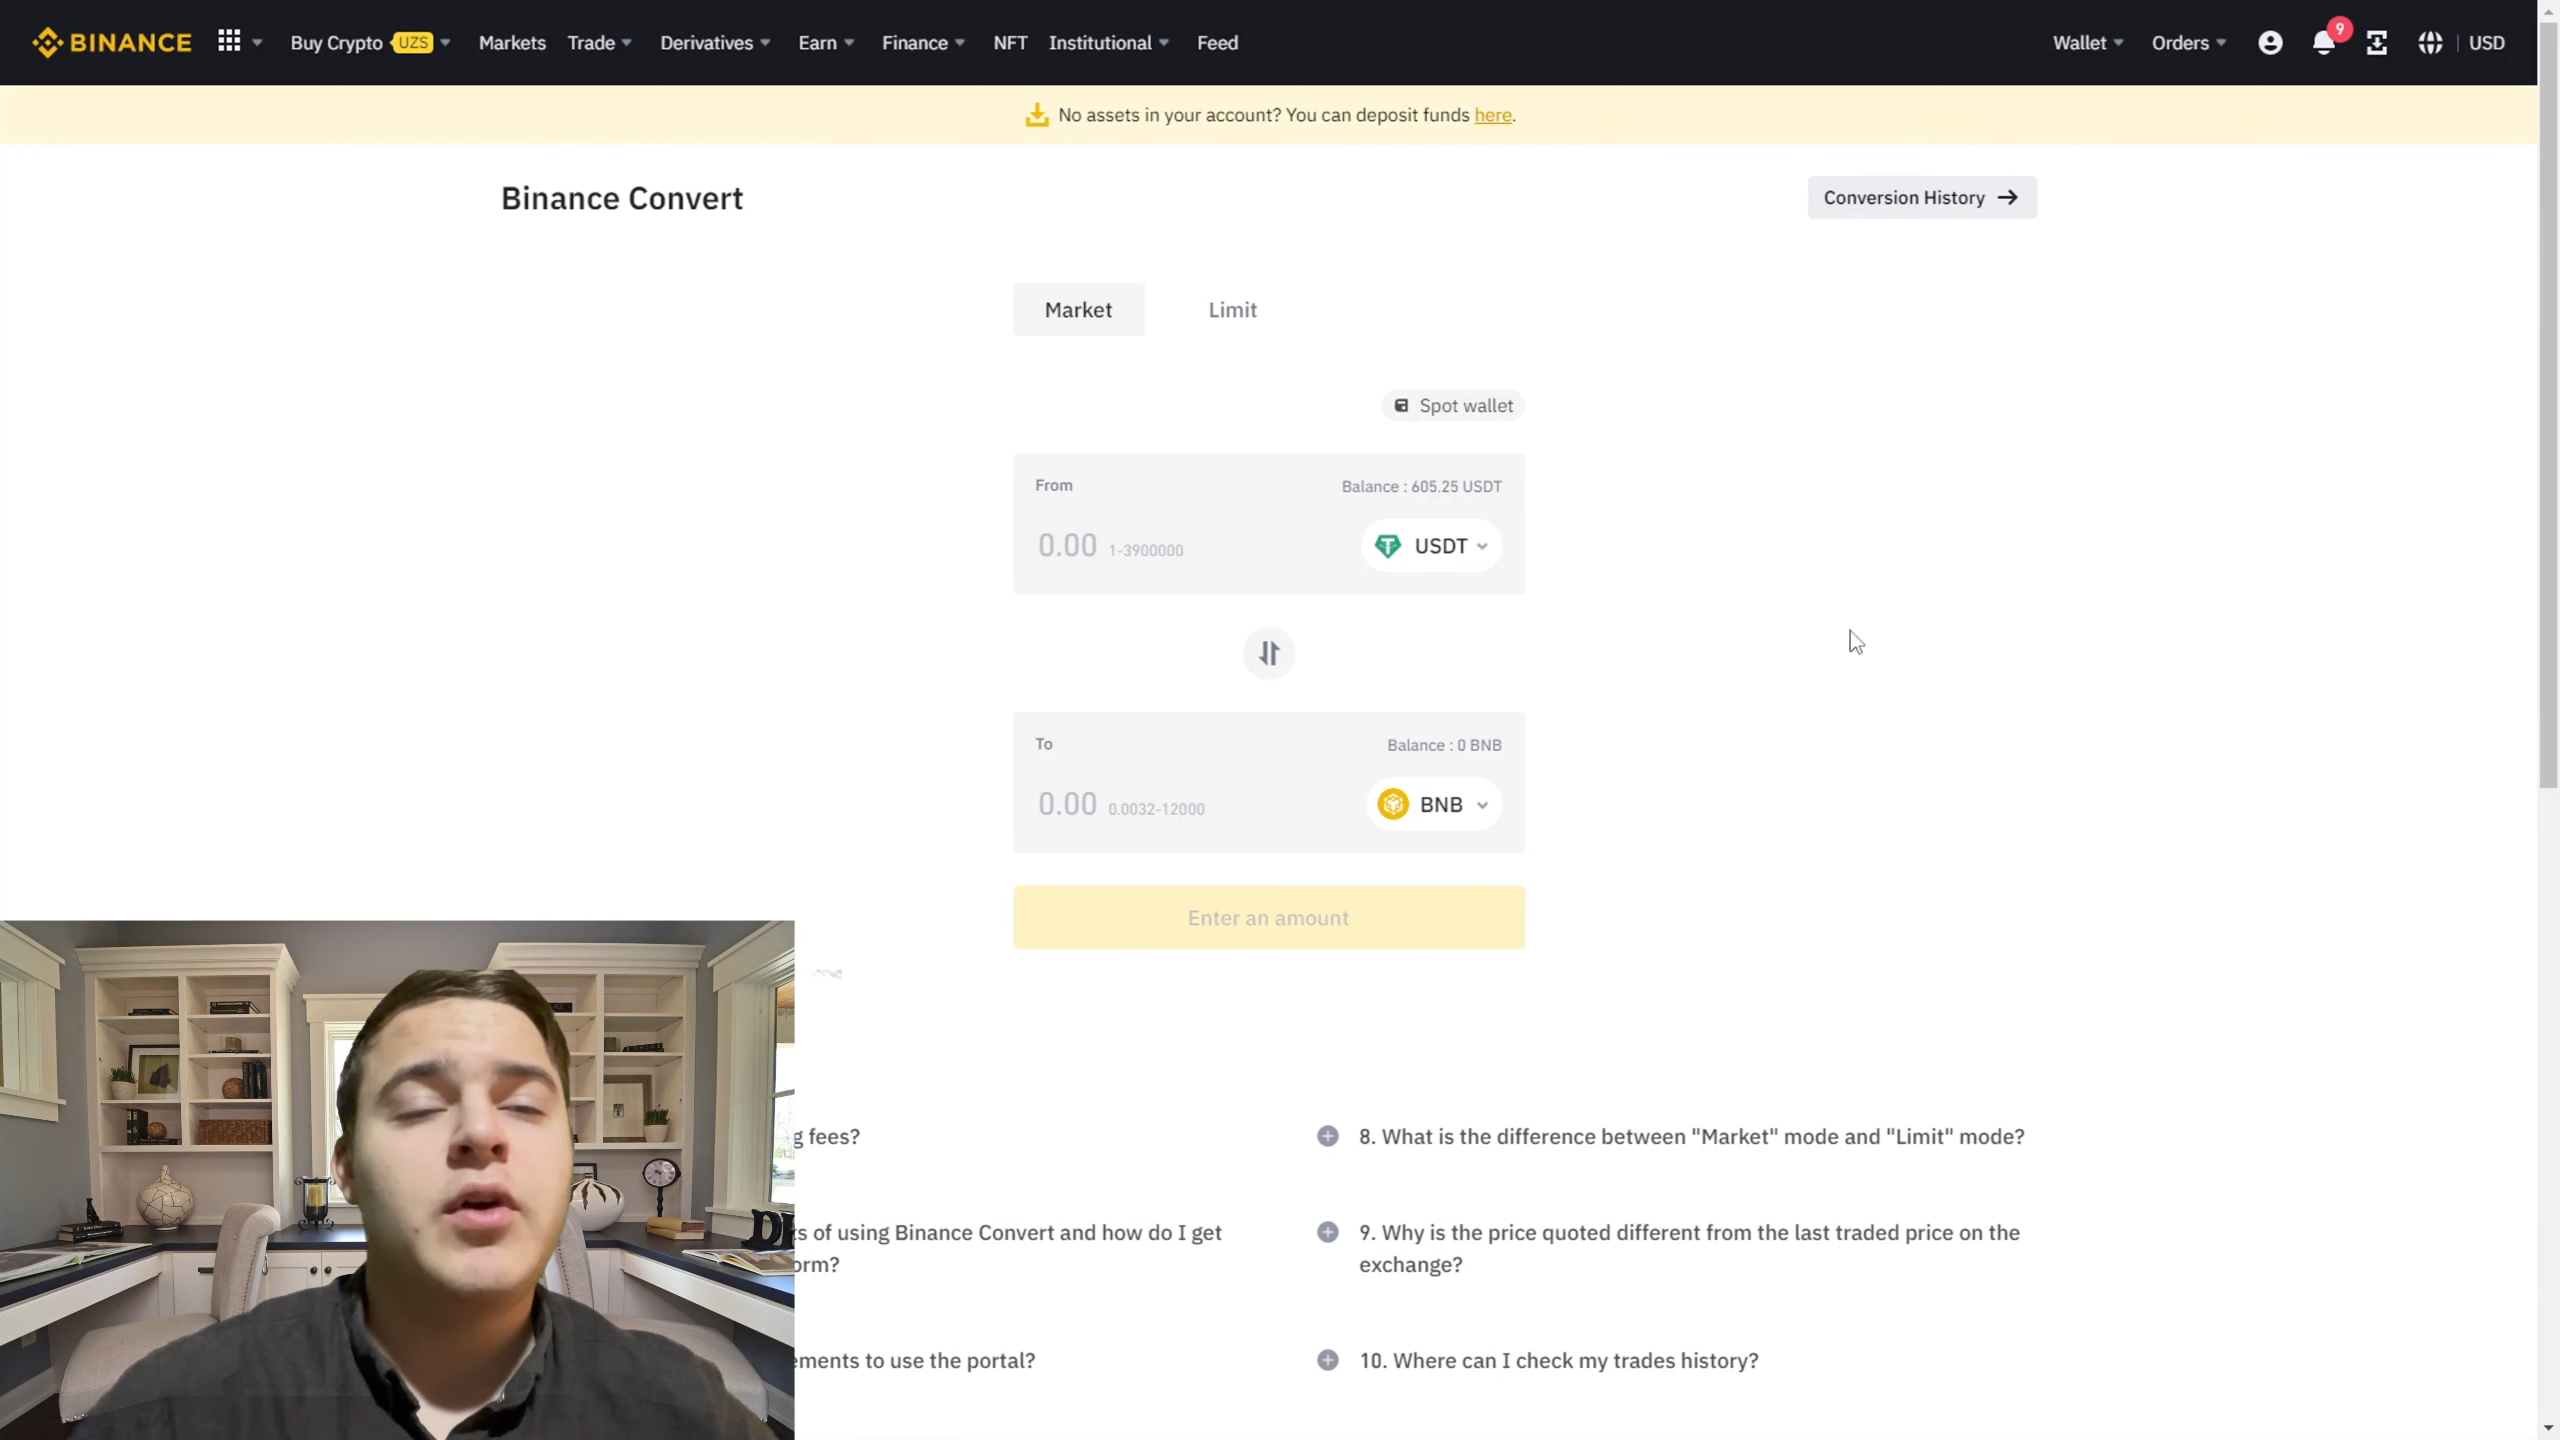 BINANCE
Buy Crypto UZS
Markets
Trade
Derivatives
Earn
Finance
NFT
Institutional
Feed
Wallet
Orders
9
USD
No assets in your account? You can deposit funds here.
Binance Convert
Conversion History
Market
Limit
Spot wallet
From
Balance : 605.25 USDT
0.00 1-3900000
USDT
To
Balance : 0 BNB
0.00 0.0032-12000
BNB
Enter an amount
g fees?
8. What is the difference between "Market" mode and "Limit" mode?
ts of using Binance Convert and how do I get
orm?
9. Why is the price quoted different from the last traded price on the
exchange?
ements to use the portal?
10. Where can I check my trades history?